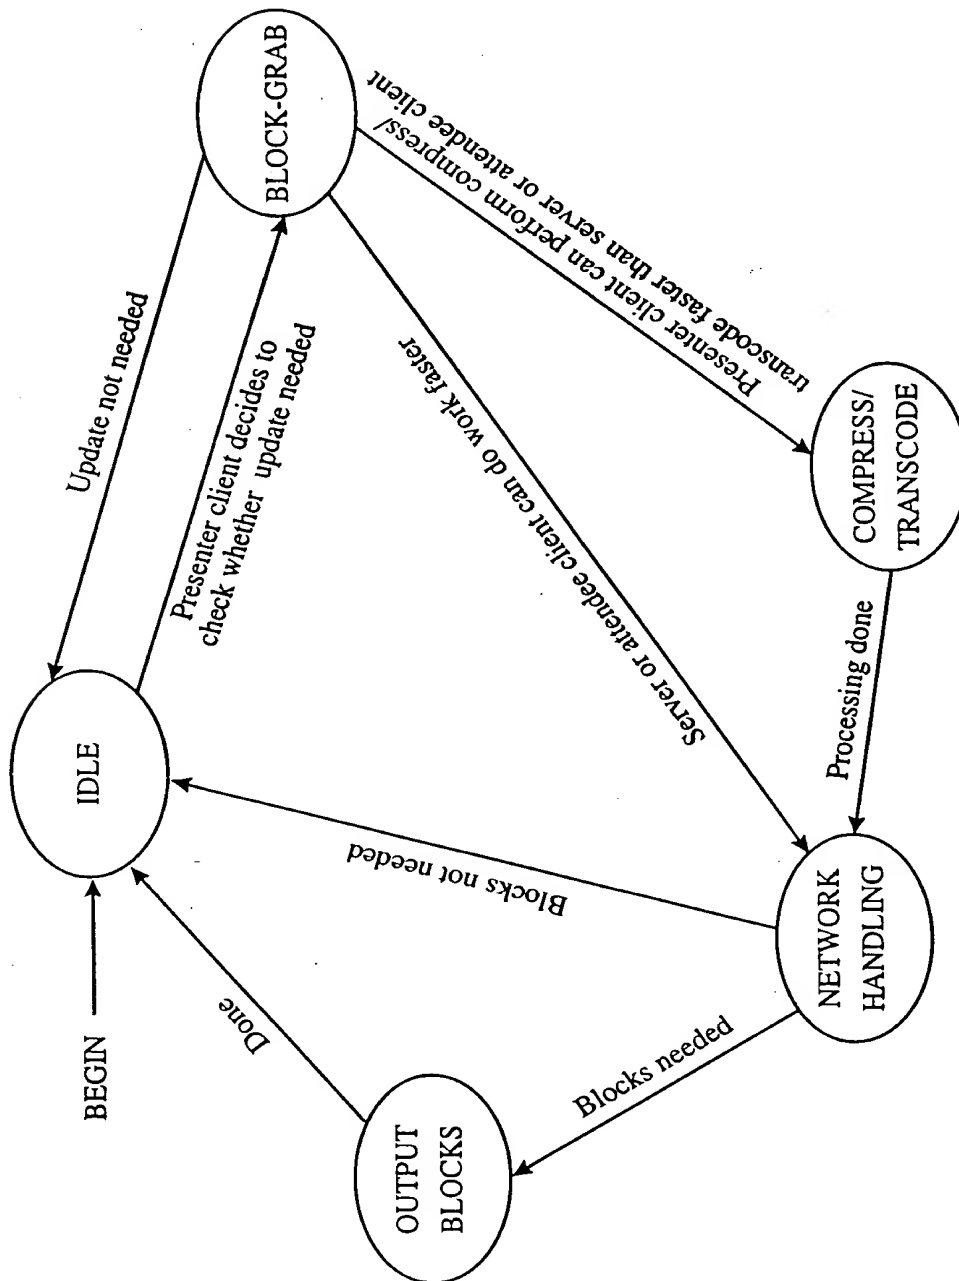 BEGIN
IDLE
Update not needed
Presenter client decides to
check whether update needed
BLOCK-GRAB
Presenter client can perform compress/
transcode faster than server or attendee client
Server or attendee client can do work faster
COMPRESS/
TRANSCODE
Processing done
NETWORK
HANDLING
Blocks not needed
Blocks needed
OUTPUT
BLOCKS
Done